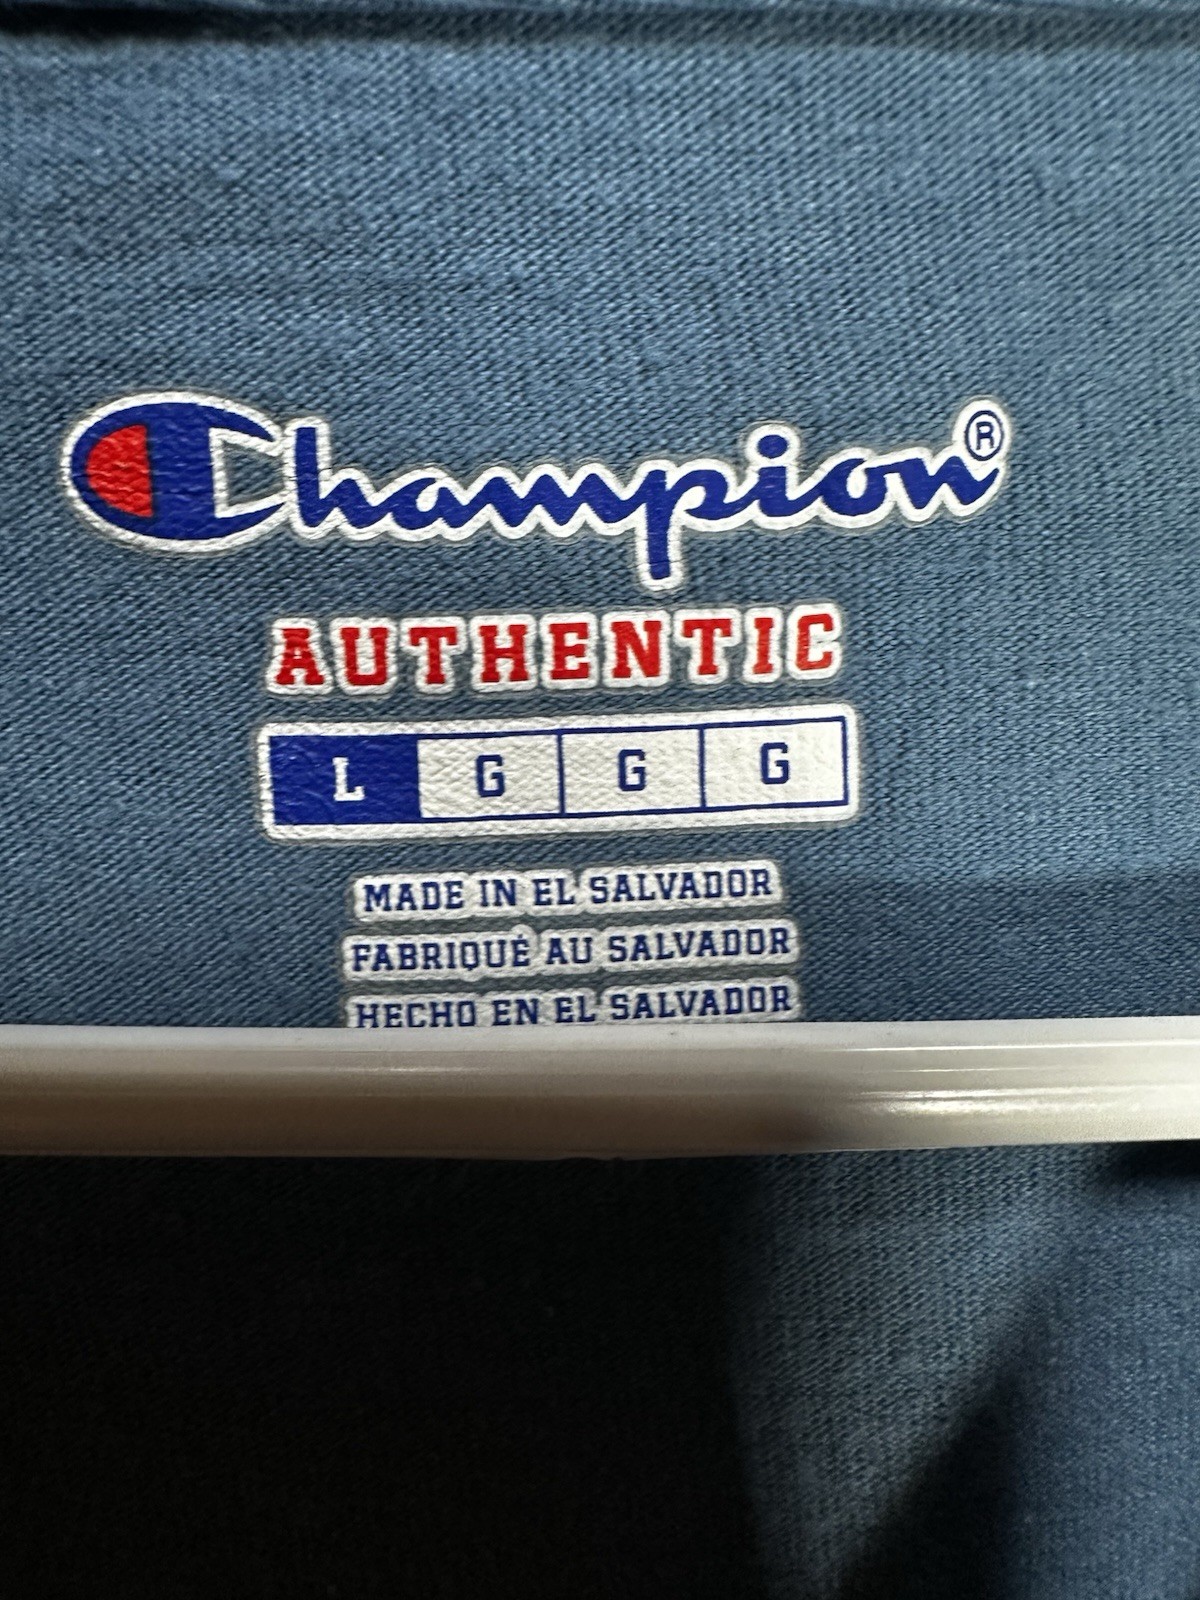 Champion®
AUTHENTIC
L G G G
MADE IN EL SALVADOR
FABRIQUÉ AU SALVADOR
HECHO EN EL SALVADOR